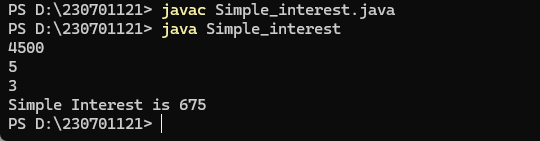 PS D:\230701121> javac Simple_interest.java
PS D:\230701121> java Simple_interest
4500
5
3
Simple Interest is 675
PS D:\230701121>